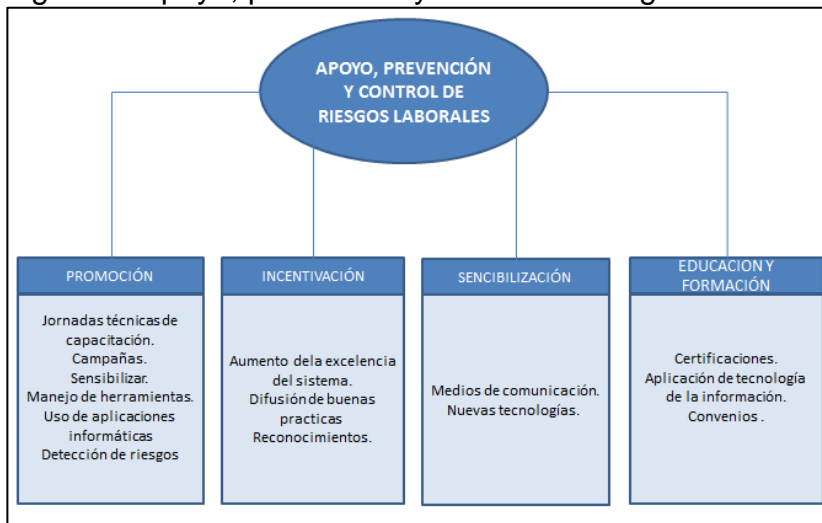 APOYO, PREVENCIÓN
Y CONTROL DE
RIESGOS LABORALES
PROMOCIÓN
Jornadas técnicas de
capacitación.
Campañas.
Sensibilizar.
Manejo de herramientas.
Uso de aplicaciones
informáticas
Detección de riesgos
INCENTIVACIÓN
Aumento dela excelencia
del sistema.
Difusión de buenas
practicas
Reconocimientos.
SENCIBILIZACIÓN
Medios de comunicación.
Nuevas tecnologías.
EDUCACION Y
FORMACIÓN
Certificaciones.
Aplicación de tecnología
de la información.
Convenios .